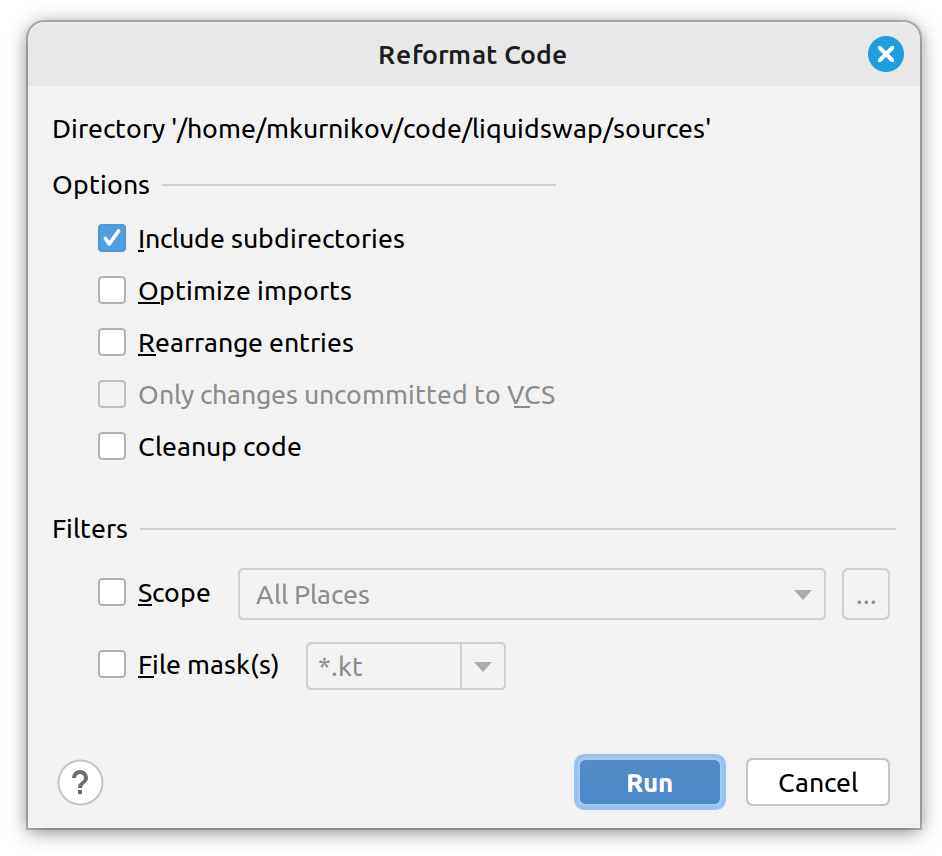 Reformat Code
Directory '/home/mkurnikov/code/liquidswap/sources'
Options
Include subdirectories
Optimize imports
Rearrange entries
Only changes uncommitted to VCS
Cleanup code
Filters
Scope All Places ...
File mask(s) *.kt
? Run Cancel